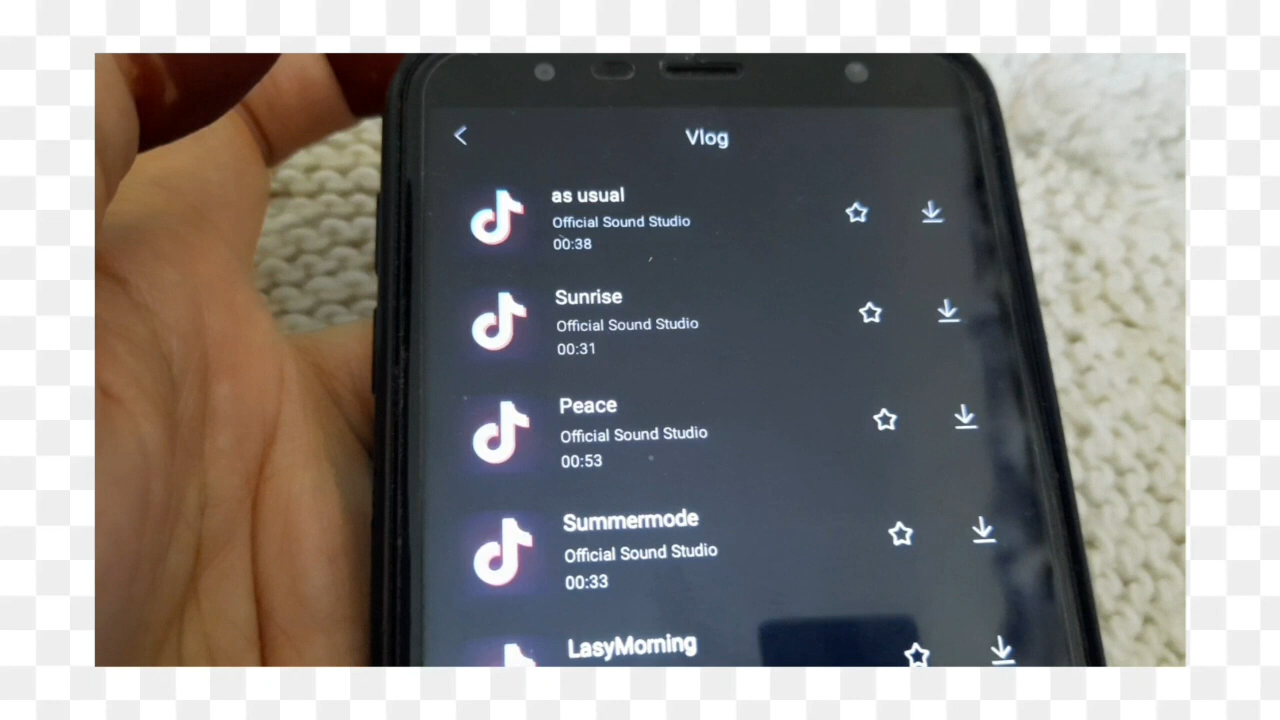 Vlog
as usual
Official Sound Studio
00:38
Sunrise
Official Sound Studio
00:31
Peace
Official Sound Studio
00:53
Summermode
Official Sound Studio
00:33
LasyMorning